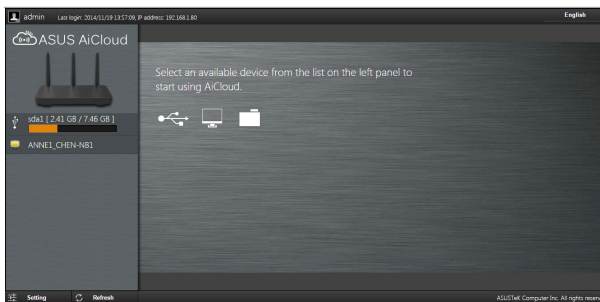 admin Last login: 2014/11/19 13:57:09, IP address: 192.168.1.80 English
ASUS AiCloud
Select an available device from the list on the left panel to
start using AiCloud.
sda1 [ 2.41 GB / 7.46 GB ]
ANNE1_CHEN-NB1
Setting Refresh ASUSTeK Computer Inc. All rights reser